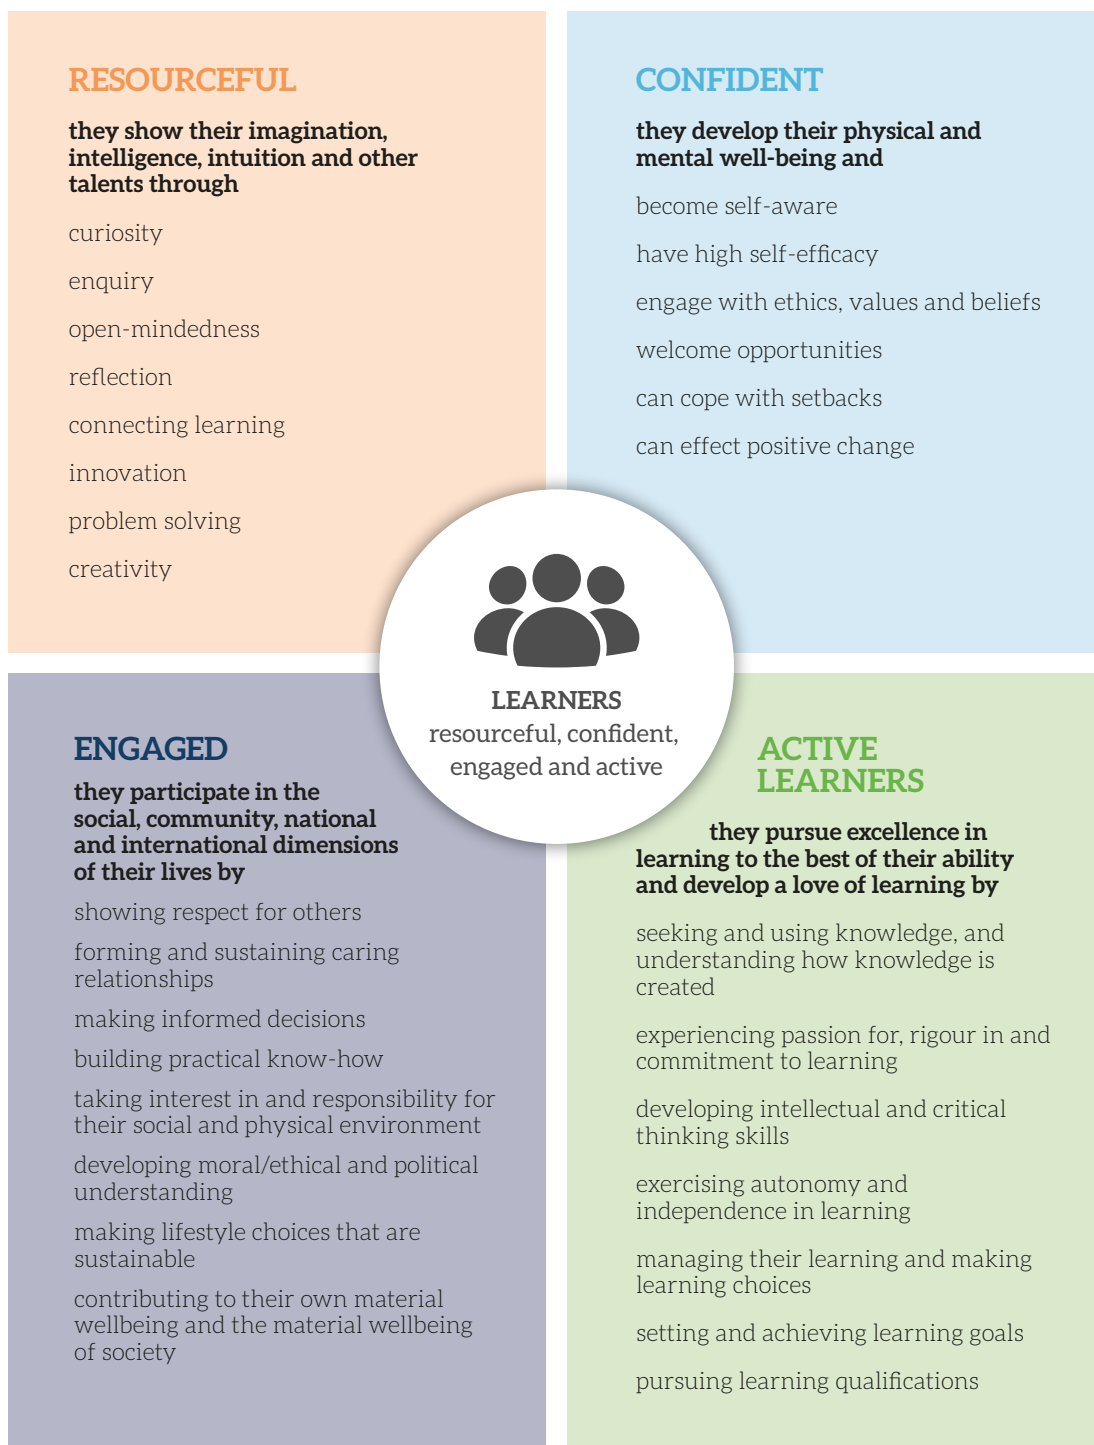 RESOURCEFUL
they show their imagination,
intelligence, intuition and other
talents through
curiosity
enquiry
open-mindedness
reflection
connecting learning
innovation
problem solving
creativity
CONFIDENT
they develop their physical and
mental well-being and
become self-aware
have high self-efficacy
engage with ethics, values and beliefs
welcome opportunities
can cope with setbacks
can effect positive change
LEARNERS
resourceful, confident,
engaged and active
ENGAGED
they participate in the
social, community, national
and international dimensions
of their lives by
showing respect for others
forming and sustaining caring
relationships
making informed decisions
building practical know-how
taking interest in and responsibility for
their social and physical environment
developing moral/ethical and political
understanding
making lifestyle choices that are
sustainable
contributing to their own material
wellbeing and the material wellbeing
of society
ACTIVE
LEARNERS
they pursue excellence in
learning to the best of their ability
and develop a love of learning by
seeking and using knowledge, and
understanding how knowledge is
created
experiencing passion for, rigour in and
commitment to learning
developing intellectual and critical
thinking skills
exercising autonomy and
independence in learning
managing their learning and making
learning choices
setting and achieving learning goals
pursuing learning qualifications